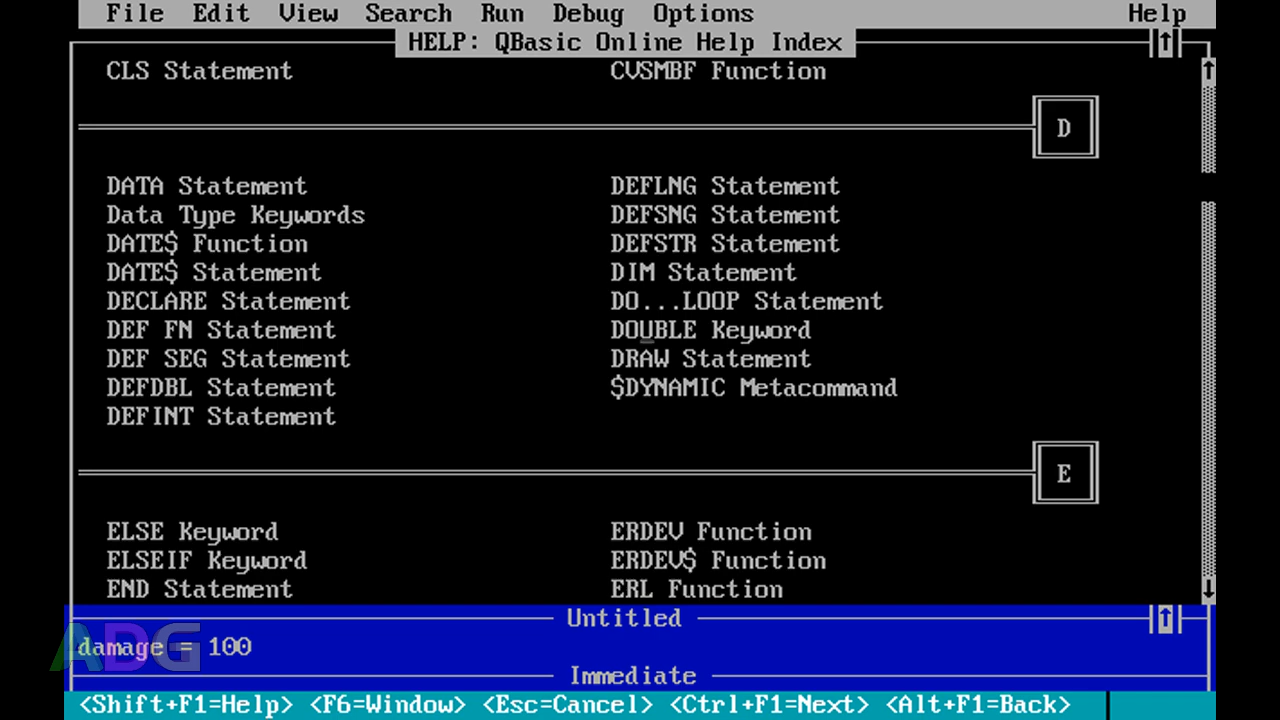 File Edit View Search Run Debug Options Help
HELP: QBasic Online Help Index
CLS Statement CVSMBF Function
D
DATA Statement DEFLNG Statement
Data Type Keywords DEFSNG Statement
DATE$ Function DEFSTR Statement
DATE$ Statement DIM Statement
DECLARE Statement DO...LOOP Statement
DEF FN Statement DOUBLE Keyword
DEF SEG Statement DRAW Statement
DEFDBL Statement $DYNAMIC Metacommand
DEFINT Statement
E
ELSE Keyword ERDEV Function
ELSEIF Keyword ERDEV$ Function
END Statement ERL Function
Untitled
ADG
damage = 100
Immediate
<Shift+F1=Help> <F6=Window> <Esc=Cancel> <Ctrl+F1=Next> <Alt+F1=Back>